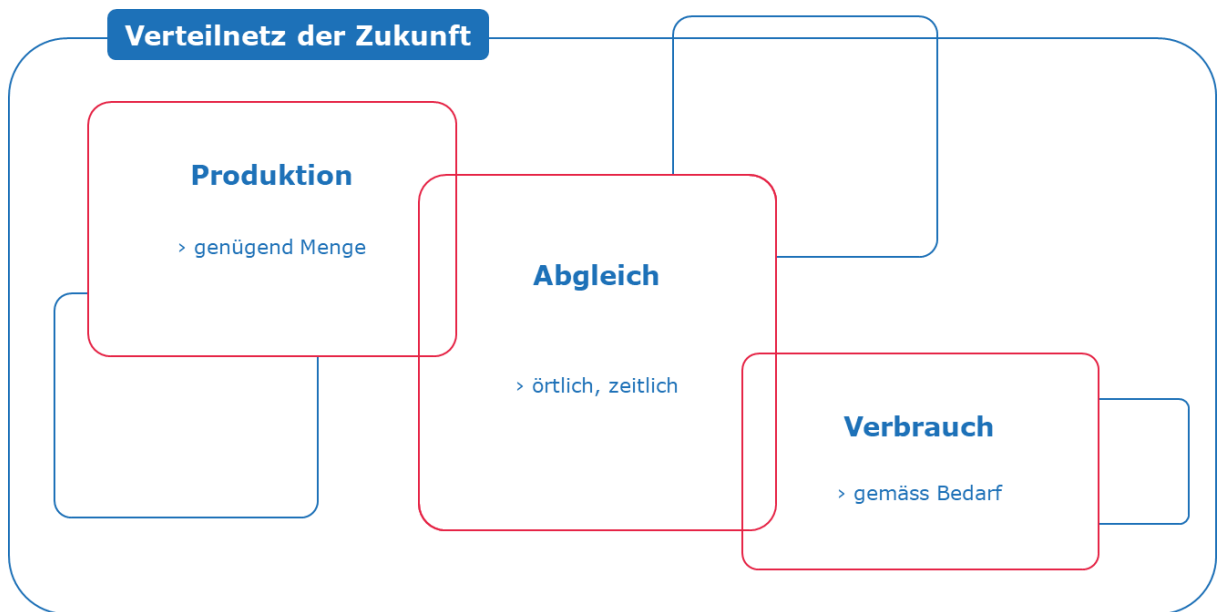 Verteilnetz der Zukunft
Produktion
› genügend Menge
Abgleich
› örtlich, zeitlich
Verbrauch
› gemäss Bedarf